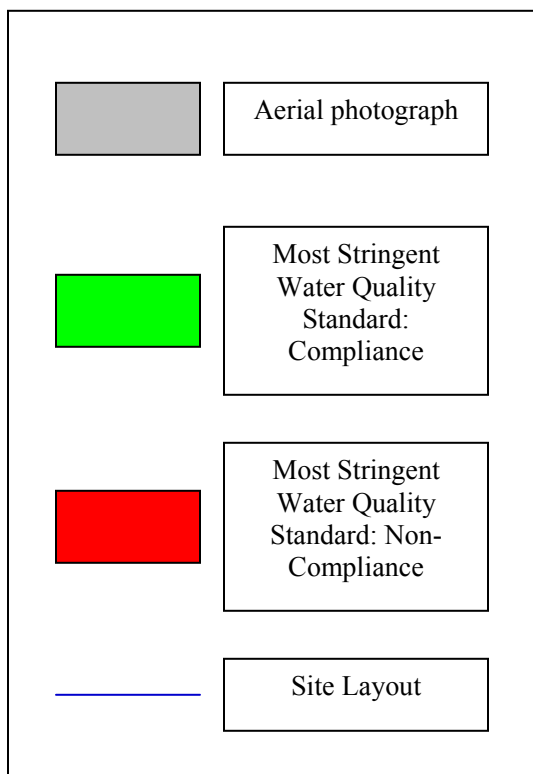 Aerial photograph
Most Stringent
Water Quality
Standard:
Compliance
Most Stringent
Water Quality
Standard: Non-
Compliance
Site Layout